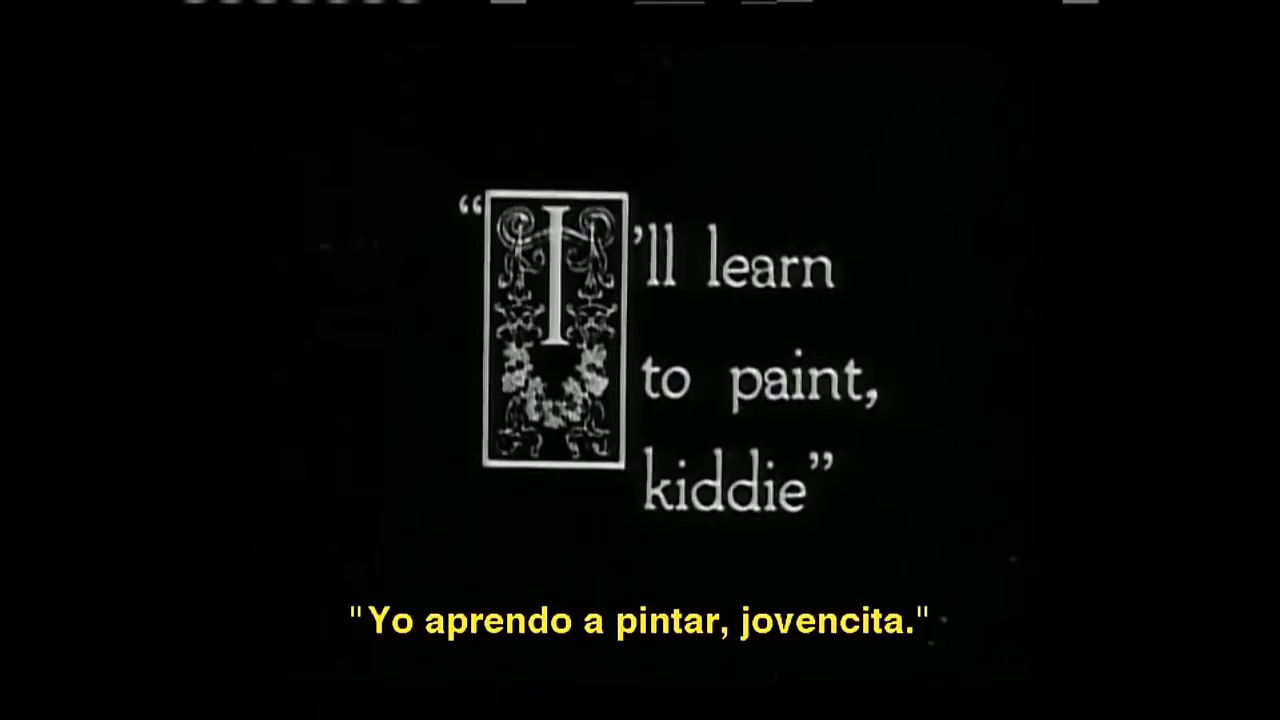 “I’ll learn
to paint,
kiddie”
"Yo aprendo a pintar, jovencita."